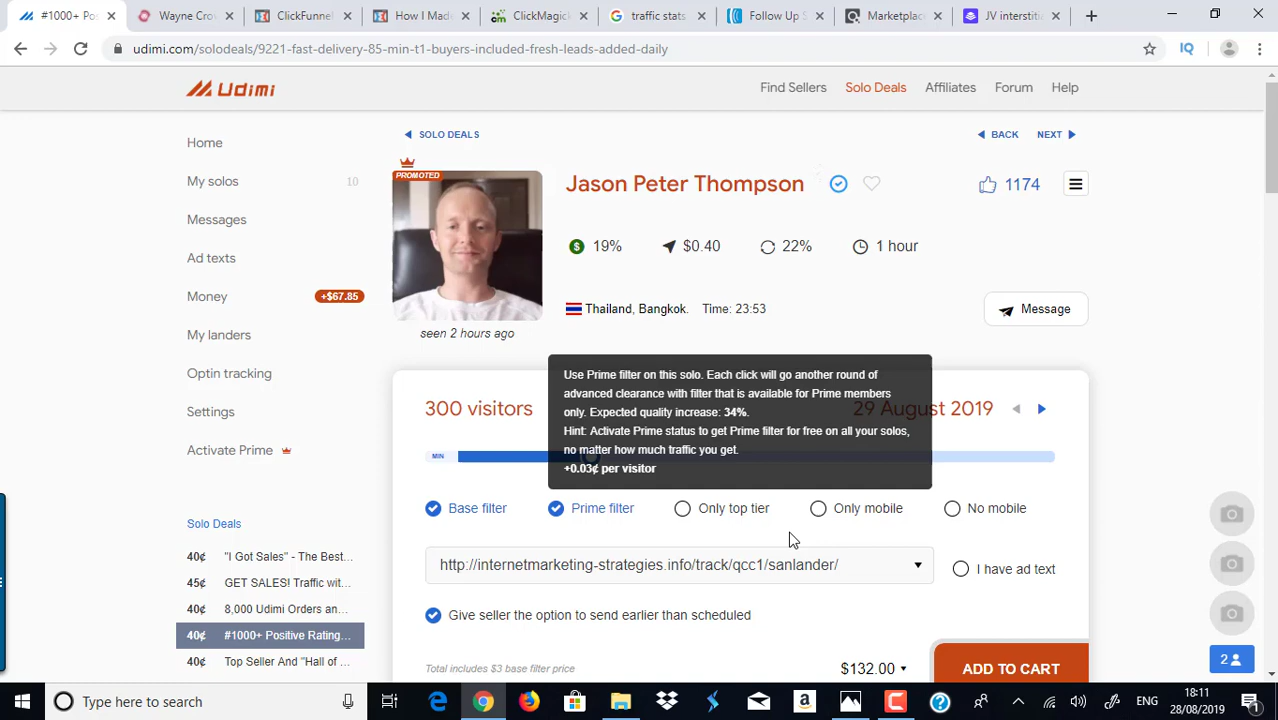 #1000+ Pos
Wayne Crov
ClickFunnel
How I Made
ClickMagick
traffic stats
Follow Up S
Marketplac
JV interstiti
udimi.com/solodeals/9221-fast-delivery-85-min-t1-buyers-included-fresh-leads-added-daily
Udimi
Find Sellers Solo Deals Affiliates Forum Help
SOLO DEALS
BACK NEXT
Home
My solos 10
Messages
Ad texts
Money +$67.85
My landers
Optin tracking
Settings
Activate Prime
Solo Deals
40¢ "I Got Sales" - The Best...
45¢ GET SALES! Traffic wit...
40¢ 8,000 Udimi Orders an...
40¢ #1000+ Positive Rating...
40¢ Top Seller And "Hall of ...
PROMOTED
seen 2 hours ago
Jason Peter Thompson
1174
$ 19% $0.40 22% 1 hour
Thailand, Bangkok. Time: 23:53
Message
300 visitors
29 August 2019
Use Prime filter on this solo. Each click will go another round of
advanced clearance with filter that is available for Prime members
only. Expected quality increase: 34%.
Hint: Activate Prime status to get Prime filter for free on all your solos,
no matter how much traffic you get.
+0.03¢ per visitor
MIN
Base filter Prime filter Only top tier Only mobile No mobile
http://internetmarketing-strategies.info/track/qcc1/sanlander/
I have ad text
Give seller the option to send earlier than scheduled
Total includes $3 base filter price
$132.00
ADD TO CART
2
Type here to search
ENG
18:11
28/08/2019
1